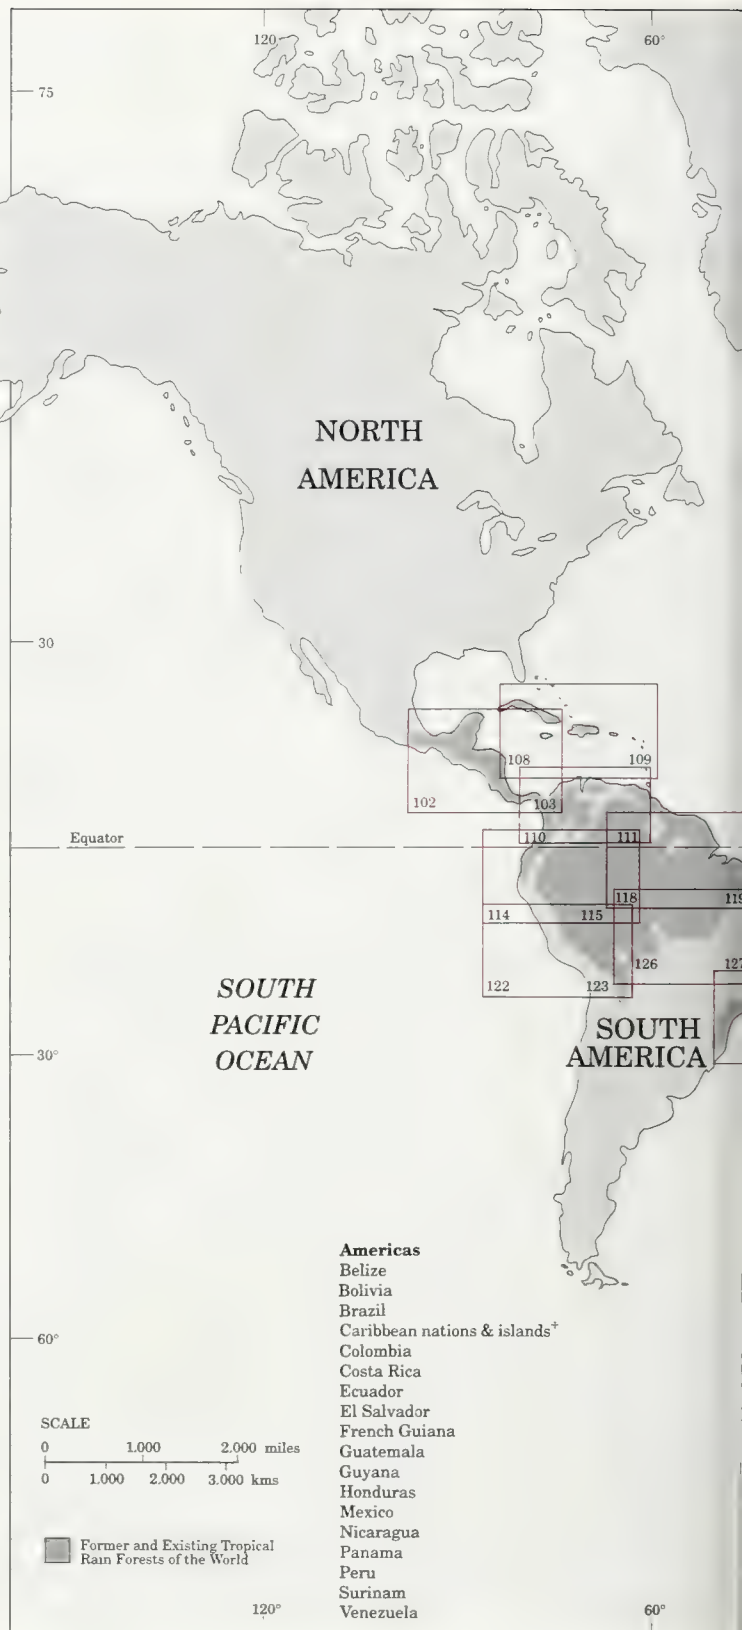 120°
60°
75
NORTH
AMERICA
30
108
109
102
103
Equator
110
111
118
119
114
115
126
127
122
123
SOUTH
PACIFIC
OCEAN
SOUTH
AMERICA
30°
Americas
Belize
Bolivia
Brazil
Caribbean nations & islands+
Colombia
Costa Rica
Ecuador
El Salvador
French Guiana
Guatemala
Guyana
Honduras
Mexico
Nicaragua
Panama
Peru
Surinam
Venezuela
60°
SCALE
0 1.000 2.000 miles
0 1.000 2.000 3.000 kms
Former and Existing Tropical
Rain Forests of the World
120°
60°